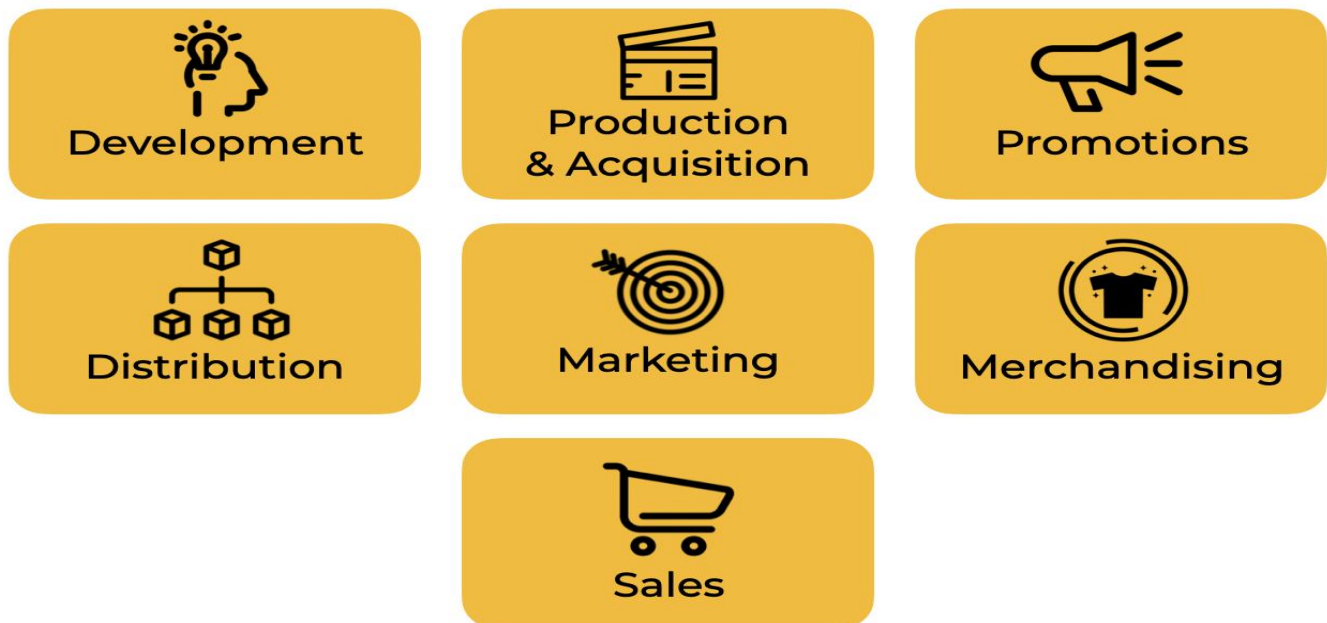 Development
Production
& Acquisition
Promotions
Distribution
Marketing
Merchandising
Sales